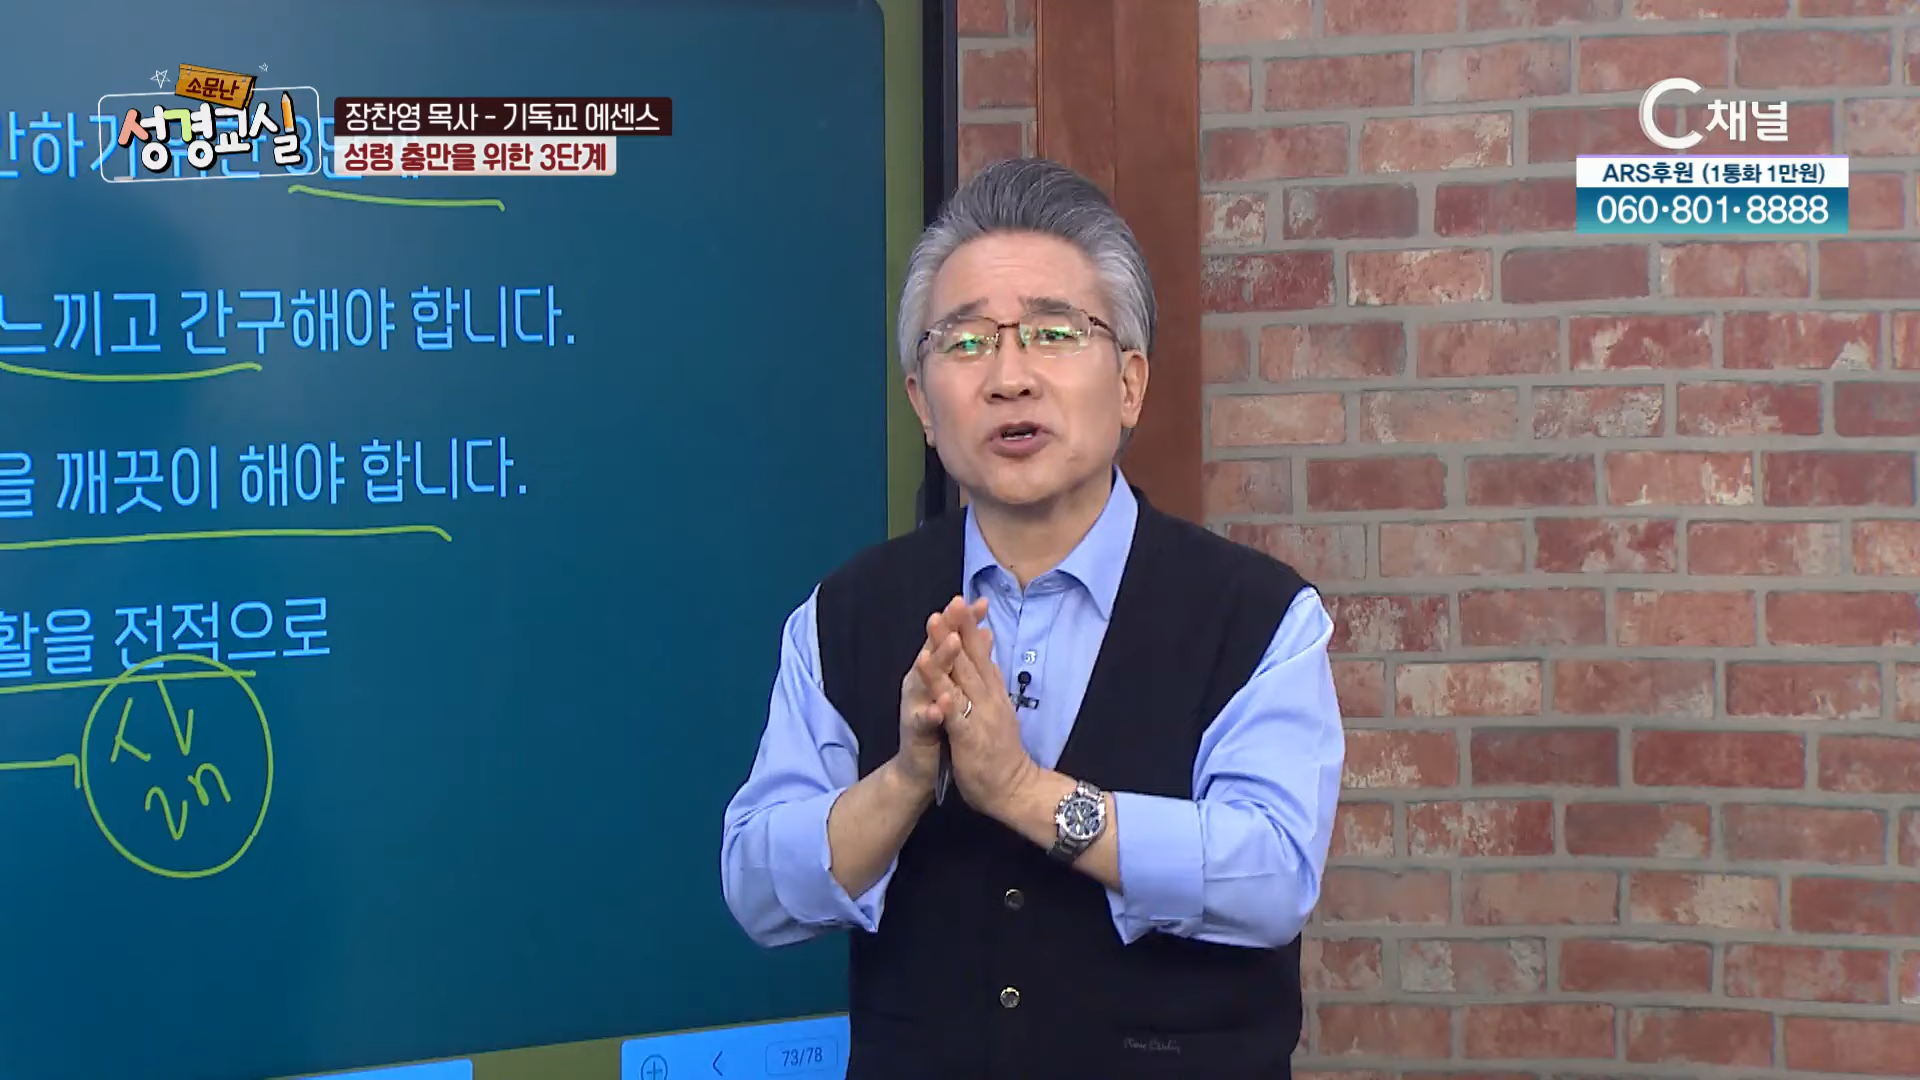 소문난
성경교실
장찬영 목사 - 기독교 에센스
성령 충만을 위한 3단계
C채널
ARS후원 (1통화 1만원)
060·801·8888
느끼고 간구해야 합니다.
을 깨끗이 해야 합니다.
활을 전적으로
삶
73/78